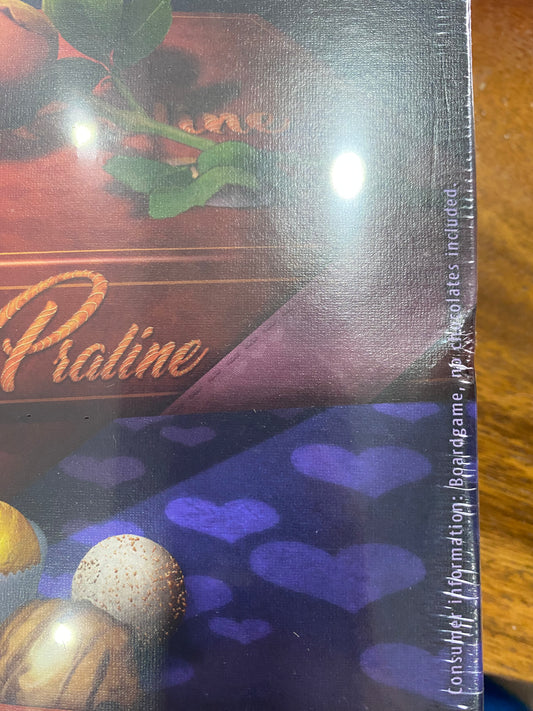 Praline
Consumer information: Boardgame, no chocolates included.